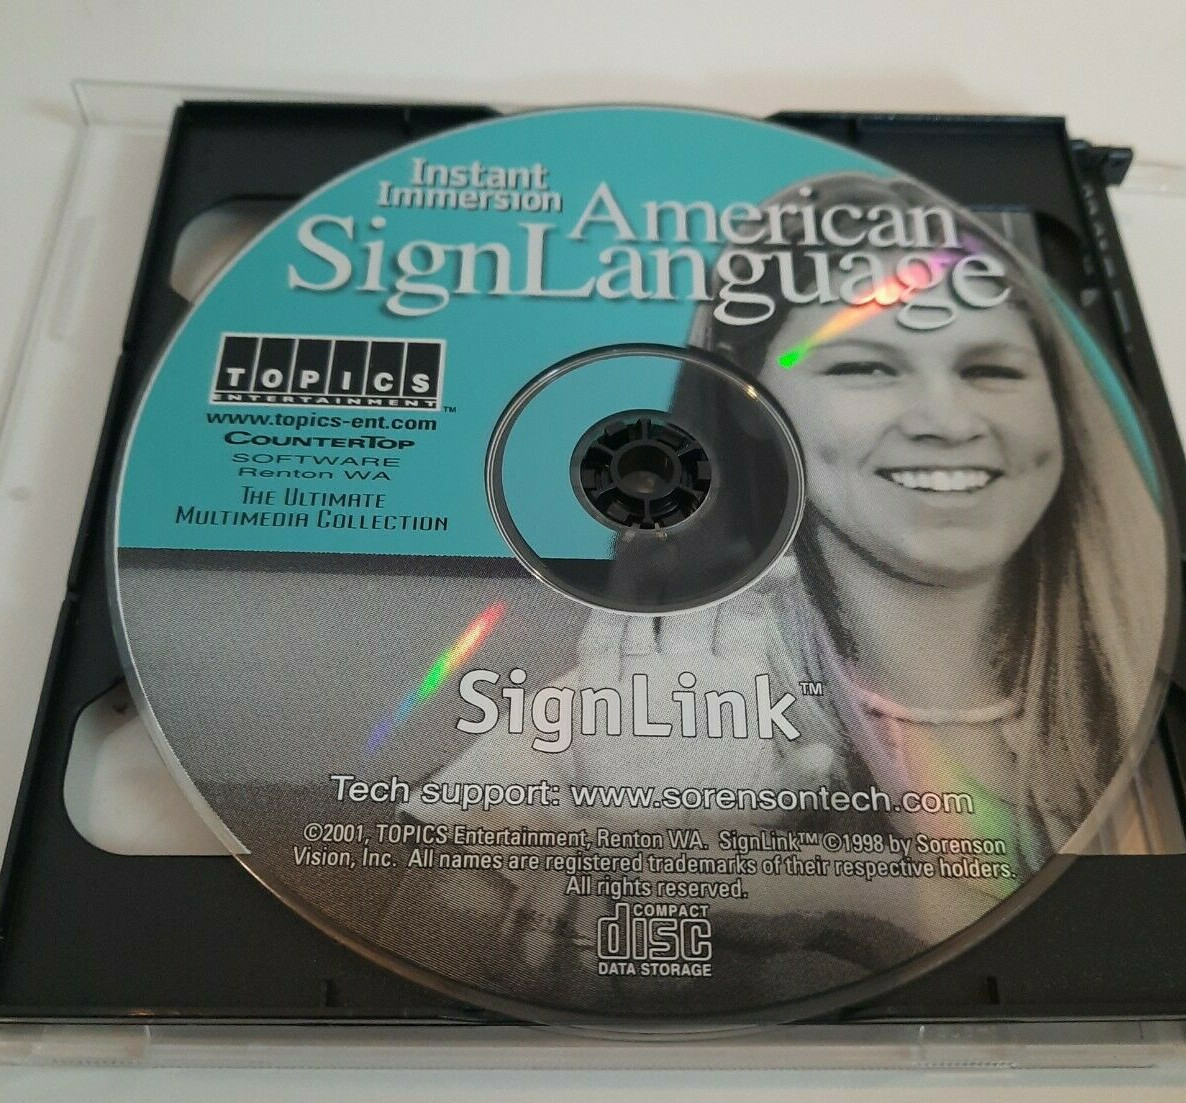 Instant
Immersion
American
SignLanguage
TOPICS
ENTERTAINMENT
™
www.topics-ent.com
COUNTERTOP
SOFTWARE
Renton WA
THE ULTIMATE
MULTIMEDIA COLLECTION
SignLink™
Tech support: www.sorensontech.com
©2001, TOPICS Entertainment, Renton WA. SignLink™ ©1998 by Sorenson
Vision, Inc. All names are registered trademarks of their respective holders.
All rights reserved.
COMPACT
disc
DATA STORAGE